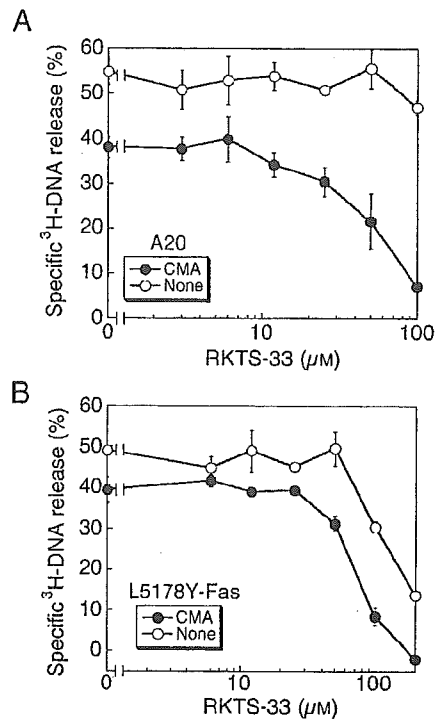 A
Specific ³H-DNA release (%)
60
50
40
30
20
10
0
A20
CMA
None
0
10
100
RKTS-33 (μM)
B
Specific ³H-DNA release (%)
60
50
40
30
20
10
0
L5178Y-Fas
CMA
None
0
10
100
RKTS-33 (μM)